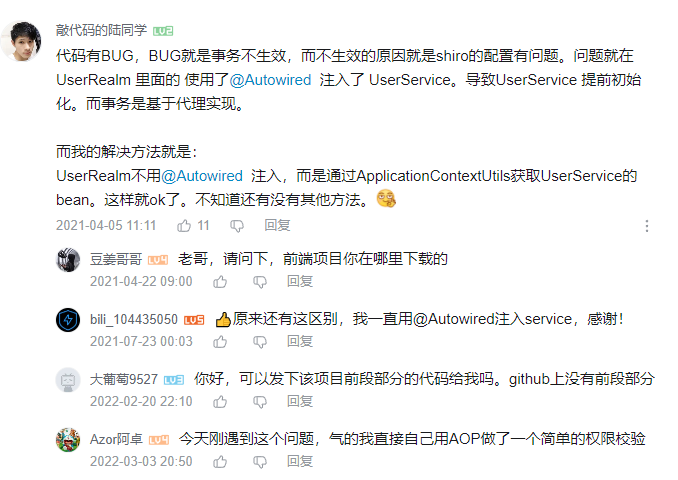 敲代码的陆同学 LV2
代码有BUG，BUG就是事务不生效，而不生效的原因就是shiro的配置有问题。问题就在
UserRealm 里面的 使用了@Autowired 注入了 UserService。导致UserService 提前初始
化。而事务是基于代理实现。
而我的解决方法就是：
UserRealm不用@Autowired 注入，而是通过ApplicationContextUtils获取UserService的
bean。这样就ok了。不知道还有没有其他方法。
2021-04-05 11:11 11 回复
豆姜哥哥 LV4 老哥，请问下，前端项目你在哪里下载的
2021-04-22 09:00 回复
bili_104435050 LV5 👍原来还有这区别，我一直用@Autowired注入service，感谢！
2021-07-23 00:03 回复
大葡萄9527 LV3 你好，可以发下该项目前段部分的代码给我吗。github上没有前段部分
2022-02-20 22:10 回复
Azor阿卓 LV4 今天刚遇到这个问题，气的我直接自己用AOP做了一个简单的权限校验
2022-03-03 20:50 回复